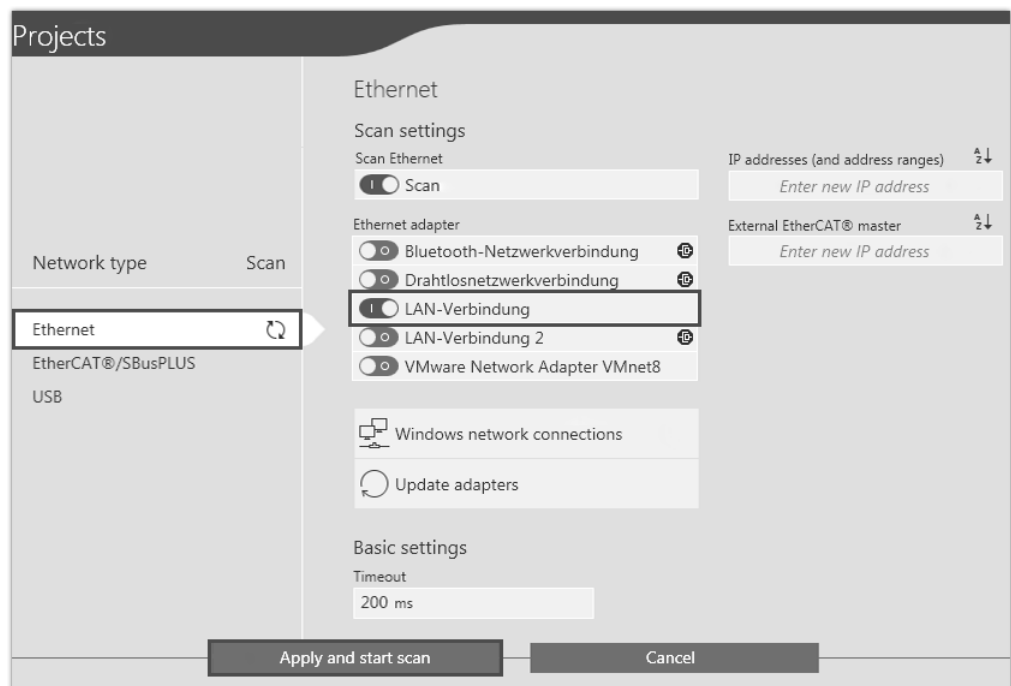 Projects
Network type Scan
Ethernet
EtherCAT®/SBusPLUS
USB
Ethernet
Scan settings
Scan Ethernet
Scan
Ethernet adapter
Bluetooth-Netzwerkverbindung
Drahtlosnetzwerkverbindung
LAN-Verbindung
LAN-Verbindung 2
VMware Network Adapter VMnet8
Windows network connections
Update adapters
Basic settings
Timeout
200 ms
IP addresses (and address ranges)
Enter new IP address
External EtherCAT® master
Enter new IP address
Apply and start scan
Cancel